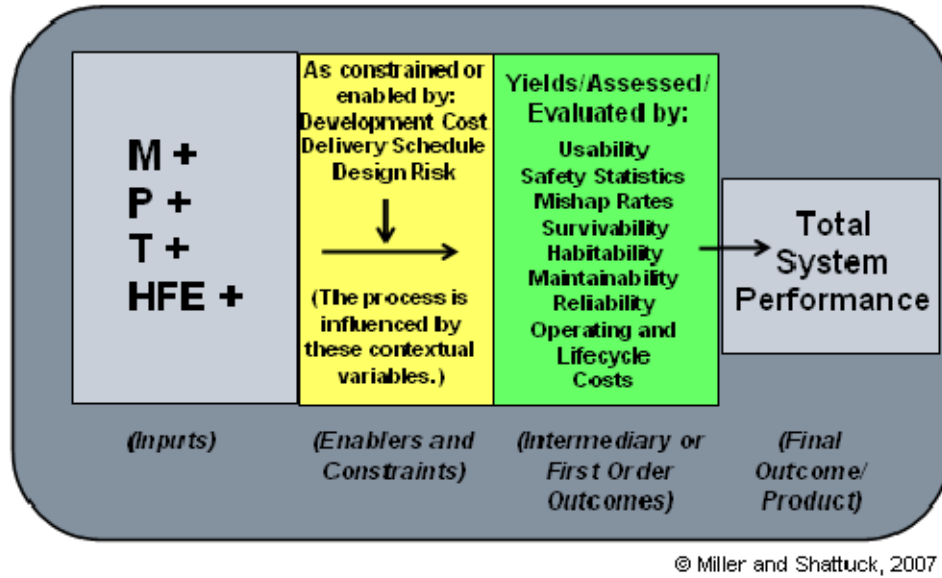 M +
P +
T +
HFE +
As constrained or
enabled by:
Development Cost
Delivery Schedule
Design Risk
(The process is
influenced by
these contextual
variables.)
Yields/Assessed/
Evaluated by:
Usability
Safety Statistics
Mishap Rates
Survivability
Habitability
Maintainability
Reliability
Operating and
Lifecycle
Costs
Total
System
Performance
(Inputs)
(Enablers and
Constraints)
(Intermediary or
First Order
Outcomes)
(Final
Outcome/
Product)
© Miller and Shattuck, 2007